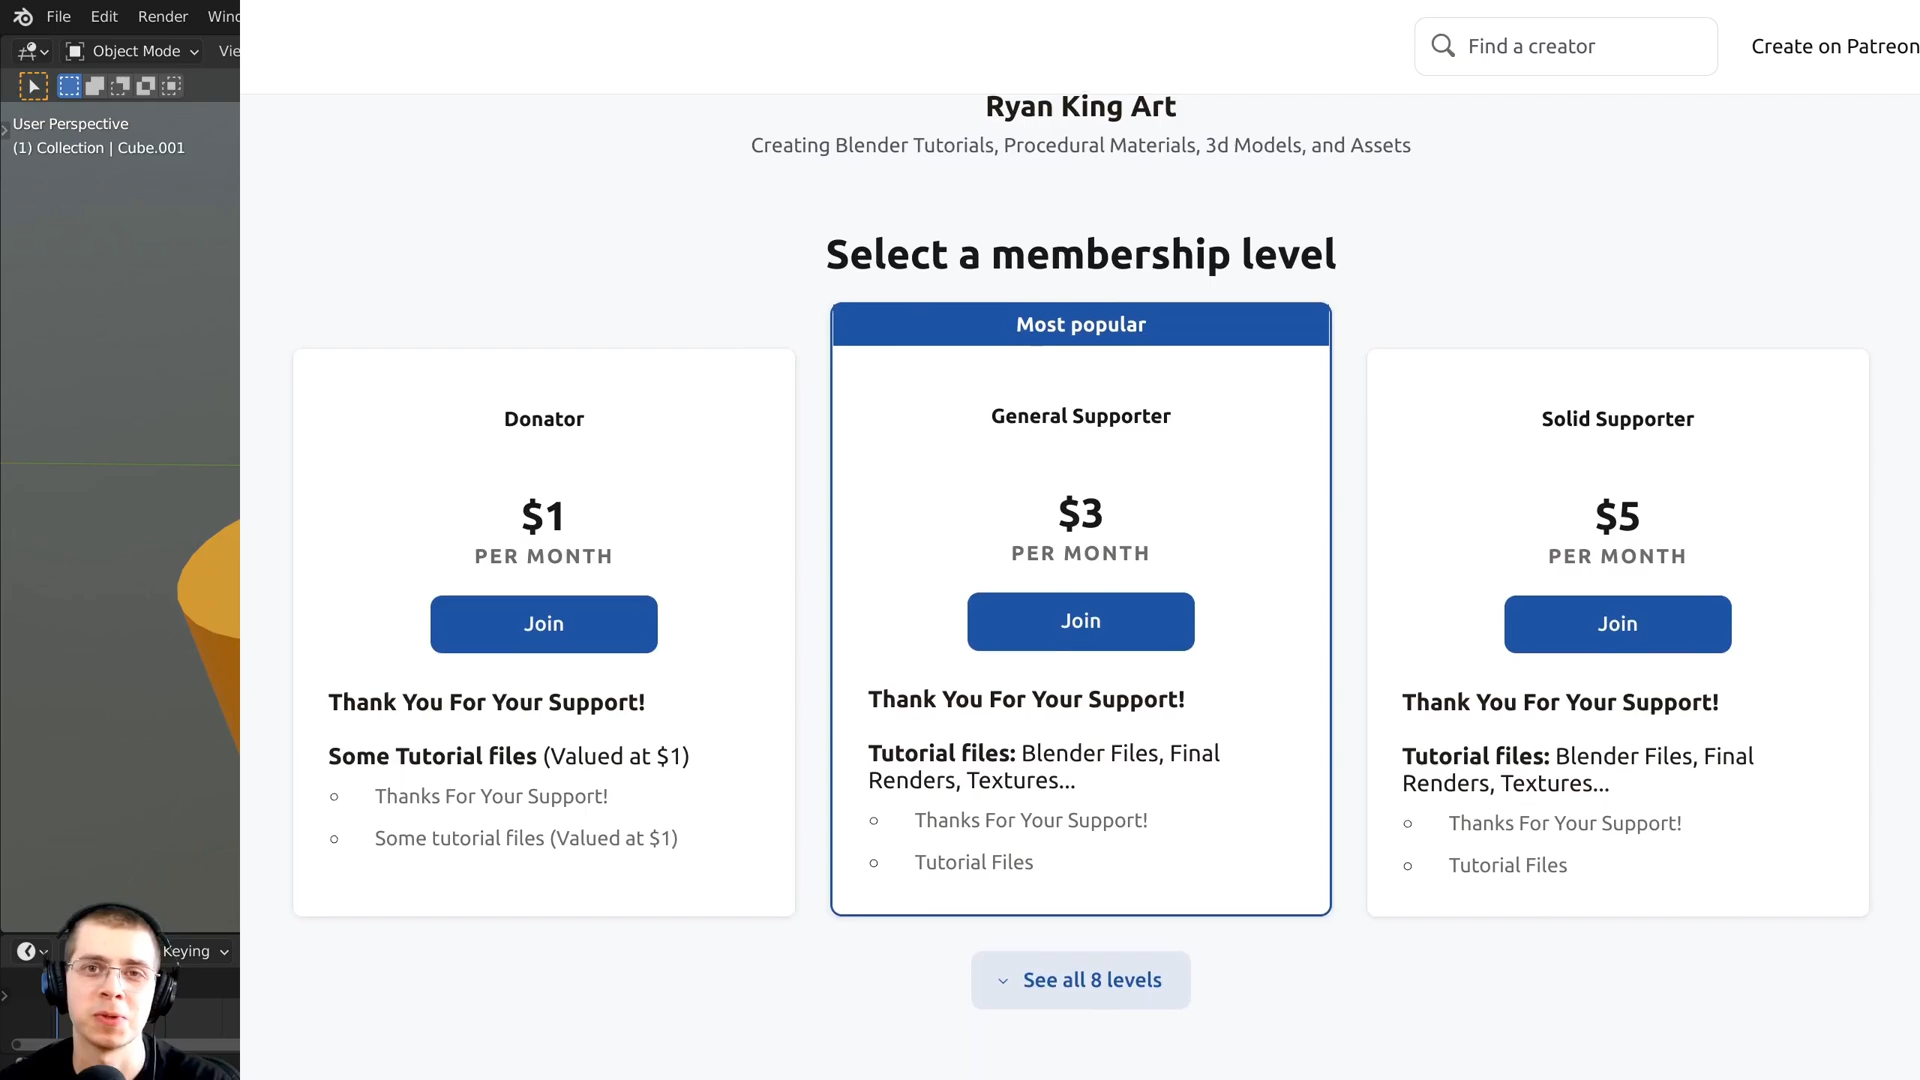 File Edit Render
Object Mode
User Perspective
(1) Collection | Cube.001
Keying
Find a creator
Create on Patreon
Ryan King Art
Creating Blender Tutorials, Procedural Materials, 3d Models, and Assets
Select a membership level
Donator
$1
PER MONTH
Join
Thank You For Your Support!
Some Tutorial files (Valued at $1)
Thanks For Your Support!
Some tutorial files (Valued at $1)
Most popular
General Supporter
$3
PER MONTH
Join
Thank You For Your Support!
Tutorial files: Blender Files, Final
Renders, Textures...
Thanks For Your Support!
Tutorial Files
Solid Supporter
$5
PER MONTH
Join
Thank You For Your Support!
Tutorial files: Blender Files, Final
Renders, Textures...
Thanks For Your Support!
Tutorial Files
See all 8 levels